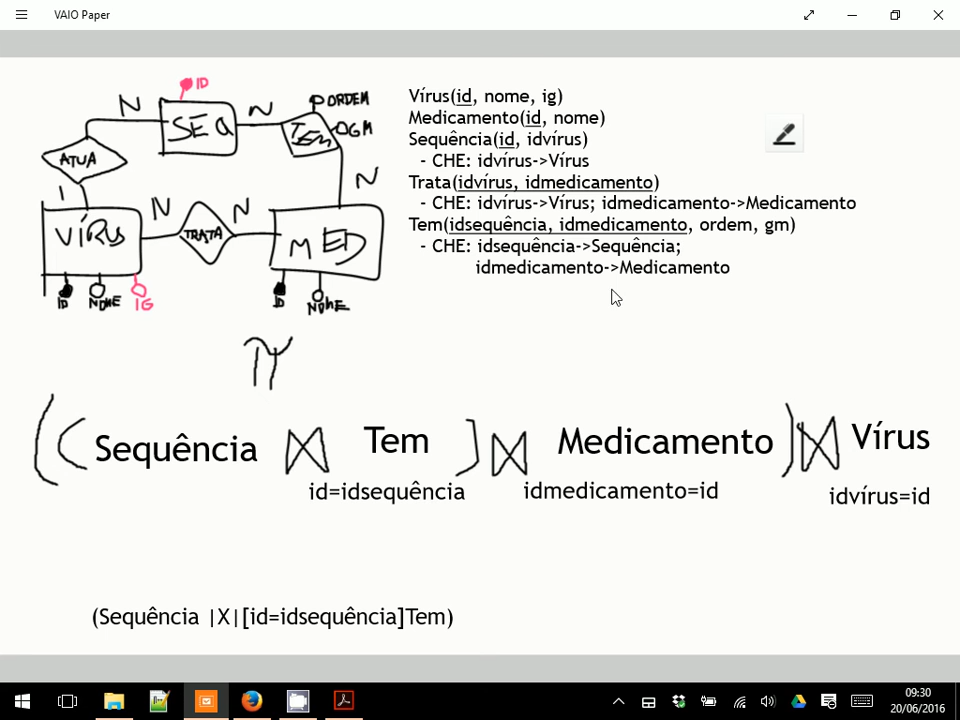 VAIO Paper
ID
N
SEQ
N
ORDEM
TEM
GM
ATUA
N
1
VÍRUS
N
TRATA
N
MED
ID
NOME
IG
ID
NOME
Vírus(id, nome, ig)
Medicamento(id, nome)
Sequência(id, idvírus)
- CHE: idvírus->Vírus
Trata(idvírus, idmedicamento)
- CHE: idvírus->Vírus; idmedicamento->Medicamento
Tem(idsequência, idmedicamento, ordem, gm)
- CHE: idsequência->Sequência;
idmedicamento->Medicamento
π
((Sequência ⋈ Tem) ⋈ Medicamento) ⋈ Vírus
id=idsequência idmedicamento=id idvírus=id
(Sequência |X|[id=idsequência]Tem)
09:30
20/06/2016